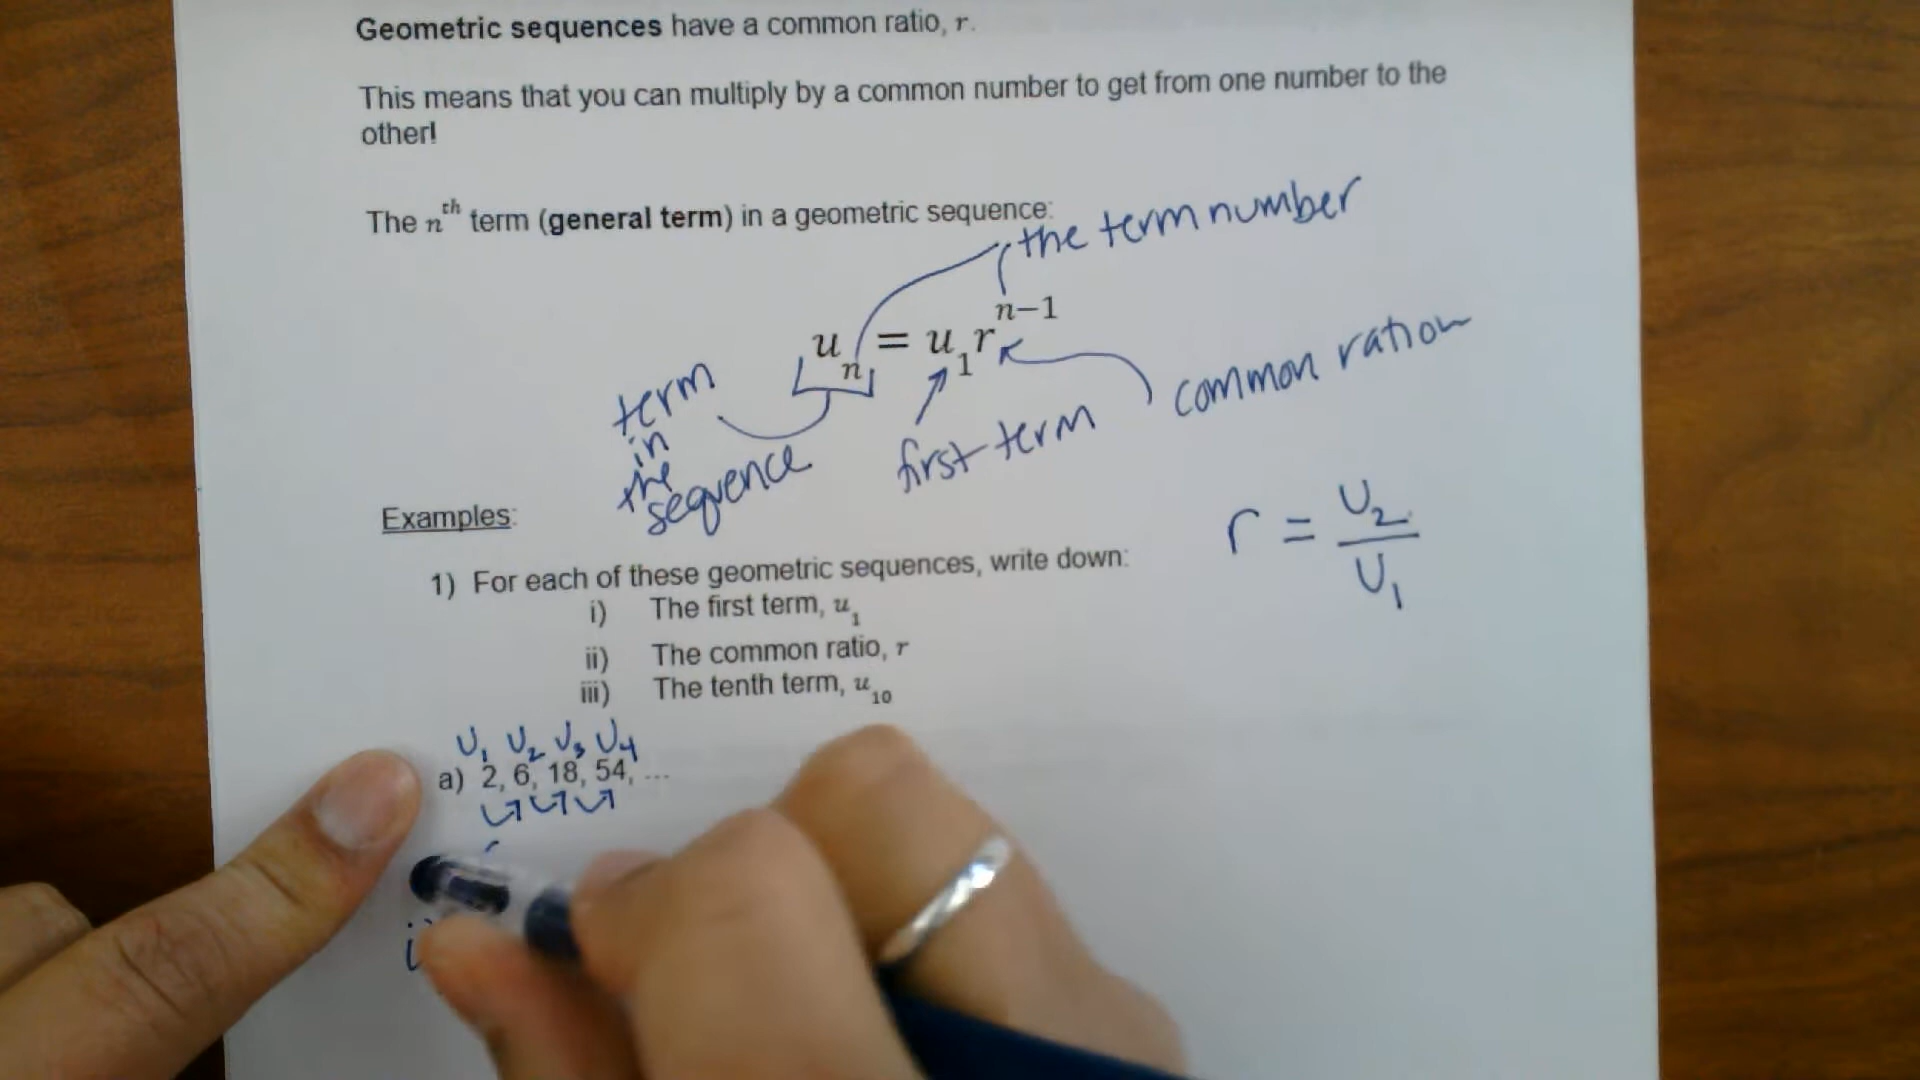 Geometric sequences have a common ratio, r.
This means that you can multiply by a common number to get from one number to the
other!
The nth term (general term) in a geometric sequence:
the term number
uₙ = u₁rⁿ⁻¹
term
in
the
sequence
first term
common ration
Examples:
r = U₂/U₁
1) For each of these geometric sequences, write down:
i) The first term, u₁
ii) The common ratio, r
iii) The tenth term, u₁₀
U₁ U₂ U₃ U₄
a) 2, 6, 18, 54, ...
i)